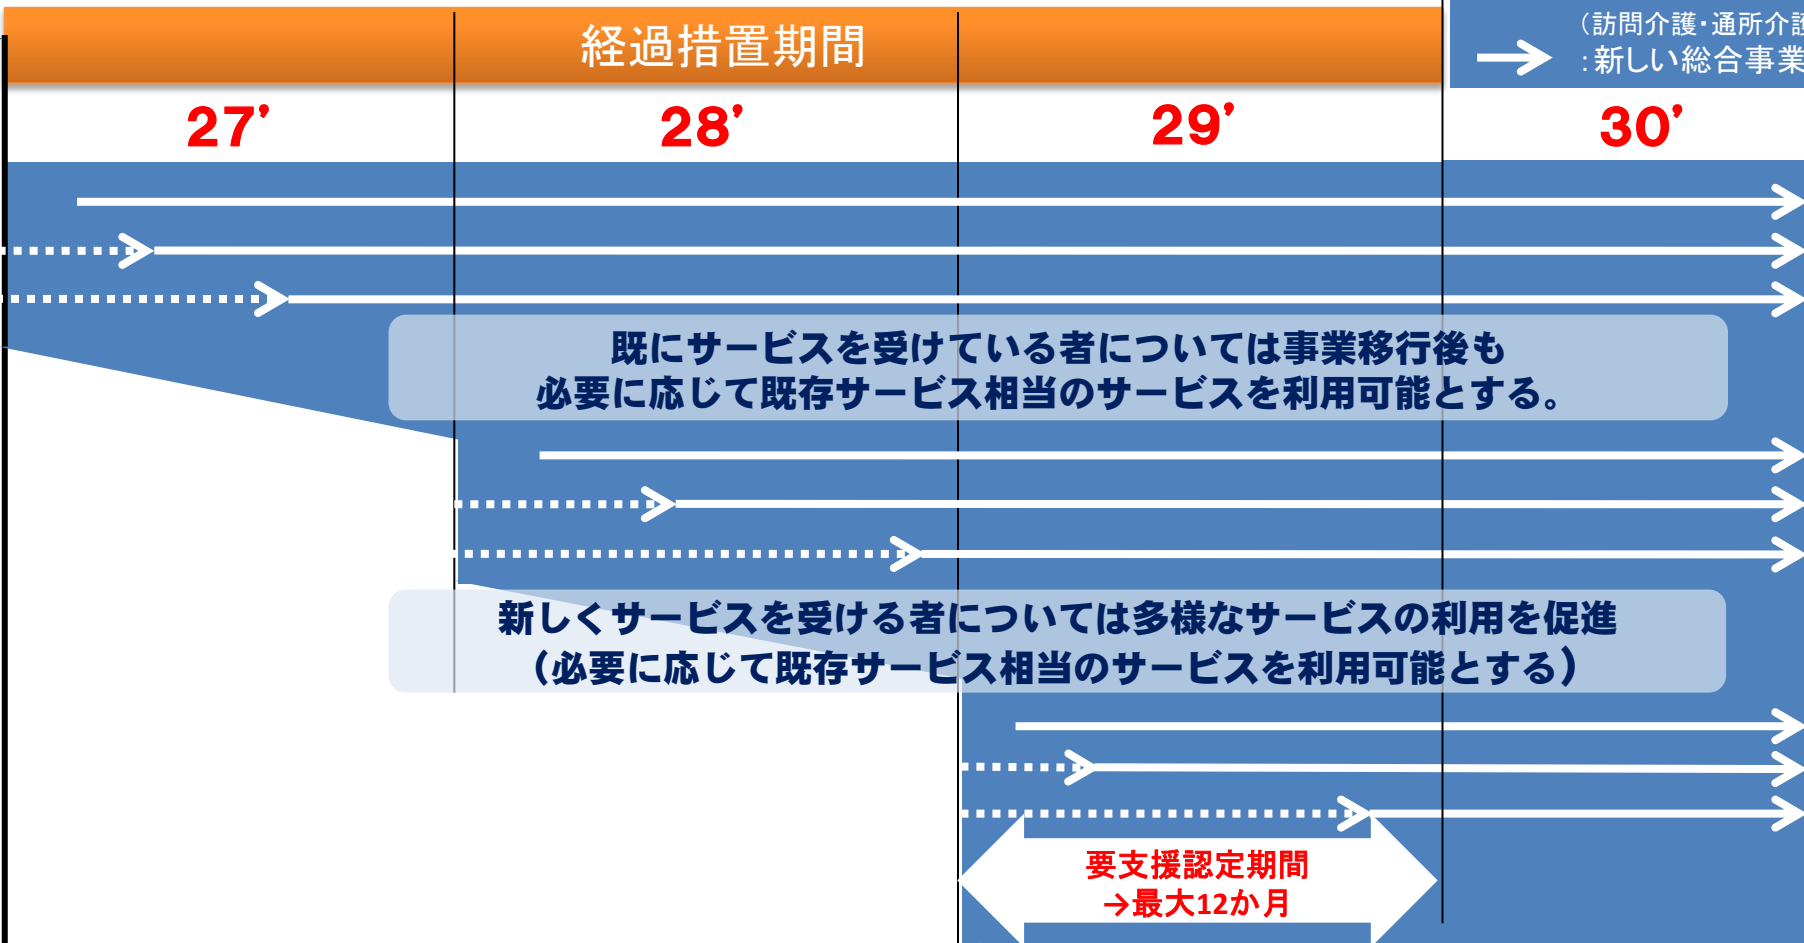 経過措置期間
（訪問介護・通所介護
：新しい総合事業
27’
28’
29’
30’
既にサービスを受けている者については事業移行後も
必要に応じて既存サービス相当のサービスを利用可能とする。
新しくサービスを受ける者については多様なサービスの利用を促進
（必要に応じて既存サービス相当のサービスを利用可能とする）
要支援認定期間
→最大12か月